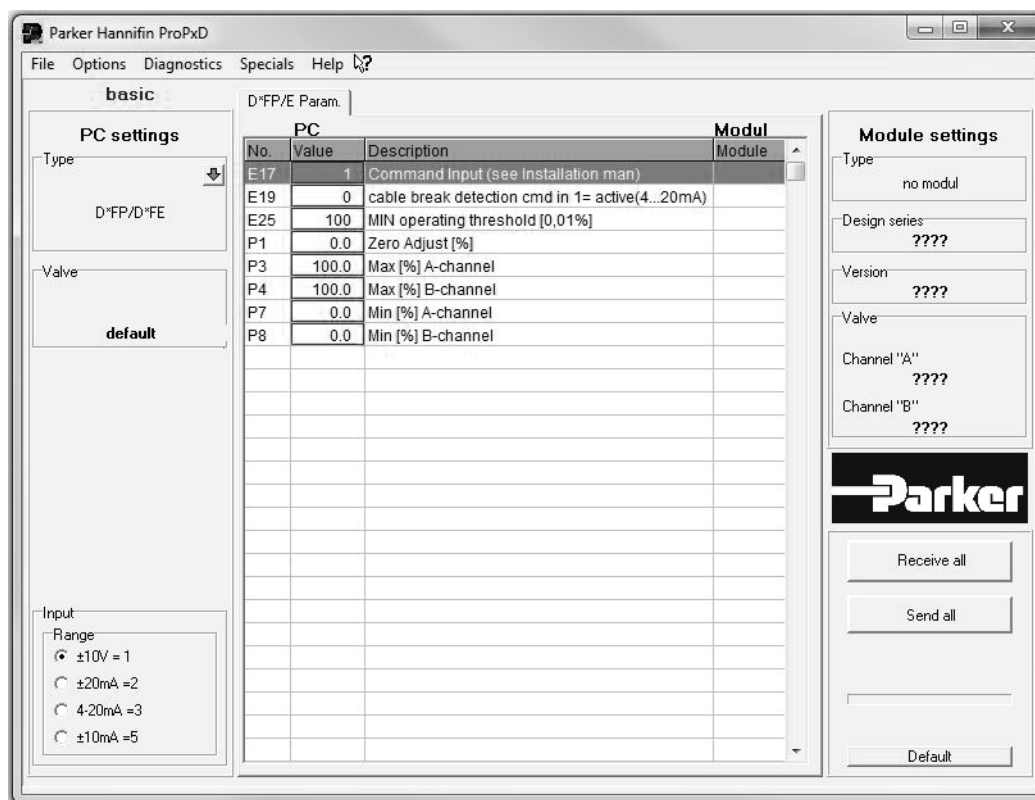 Parker Hannifin ProPxD
File Options Diagnostics Specials Help
basic
PC settings
Type
D*FP/D*FE
Valve
default
Input
Range
±10V = 1
±20mA =2
4-20mA =3
±10mA =5
D*FP/E Param.
PC Modul
No. Value Description Module
E17 1 Command Input (see Installation man)
E19 0 cable break detection cmd in 1= active(4...20mA)
E25 100 MIN operating threshold [0,01%]
P1 0.0 Zero Adjust [%]
P3 100.0 Max [%] A-channel
P4 100.0 Max [%] B-channel
P7 0.0 Min [%] A-channel
P8 0.0 Min [%] B-channel
Module settings
Type
no modul
Design series
????
Version
????
Valve
Channel "A"
????
Channel "B"
????
Parker
Receive all
Send all
Default